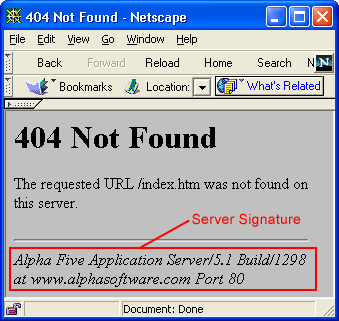 404 Not Found - Netscape
File Edit View Go Window Help
Back Forward Reload Home Search N
Bookmarks Location: What's Related
404 Not Found
The requested URL /index.htm was not found on
this server.
Server Signature
Alpha Five Application Server/5.1 Build/1298
at www.alphasoftware.com Port 80
Document: Done